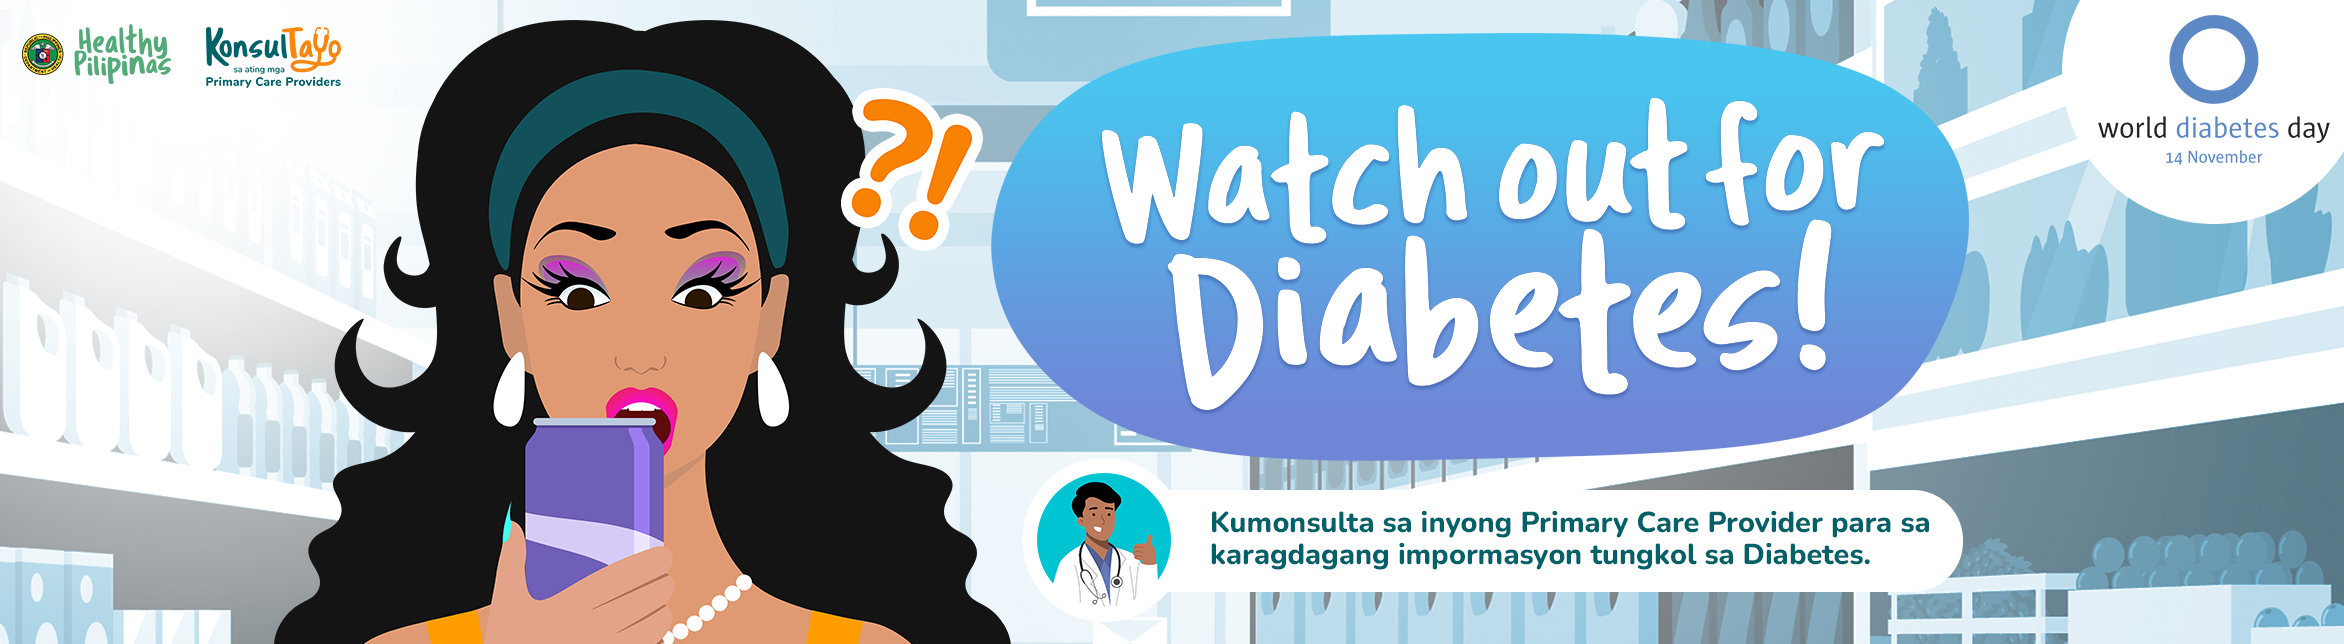 Healthy
Pilipinas
KonsulTayo
sa ating mga
Primary Care Providers
?!
Watch out for
Diabetes!
world diabetes day
14 November
Kumonsulta sa inyong Primary Care Provider para sa
karagdagang impormasyon tungkol sa Diabetes.